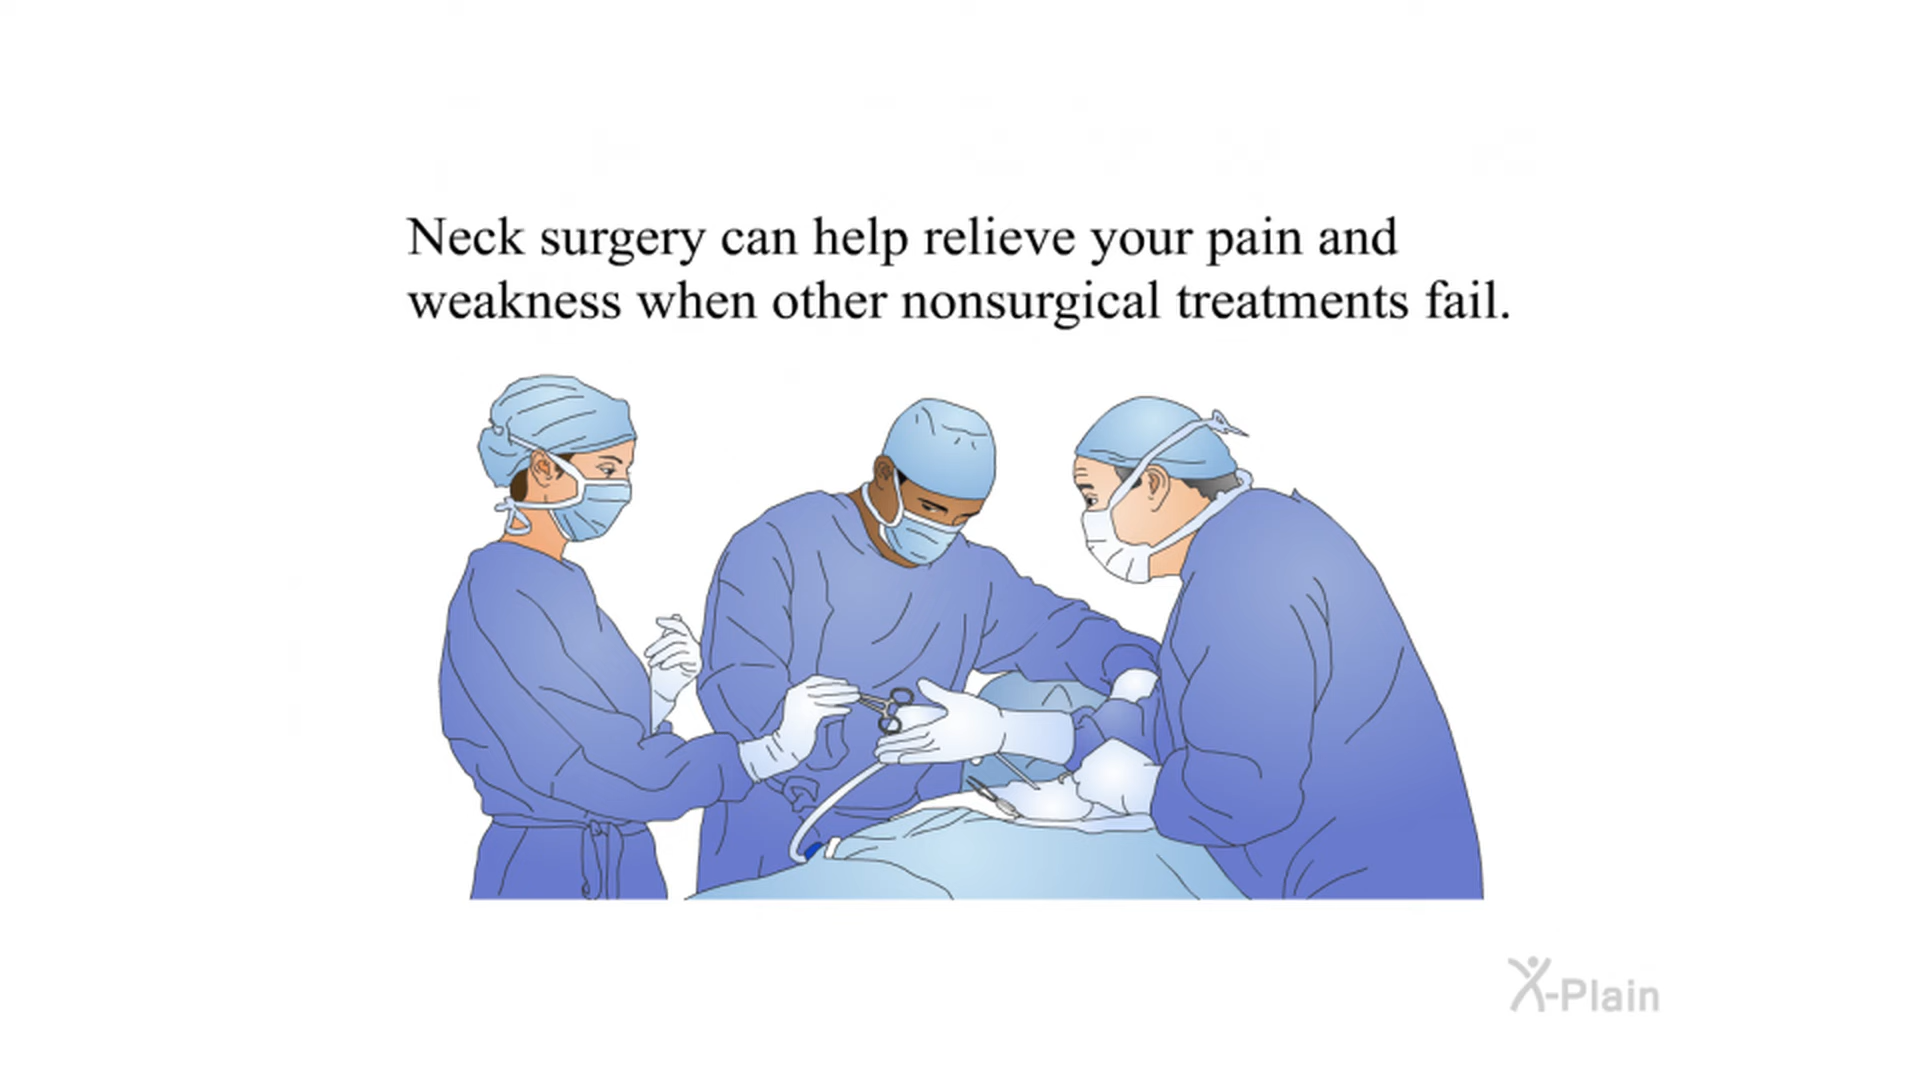 Neck surgery can help relieve your pain and
weakness when other nonsurgical treatments fail.
X-Plain